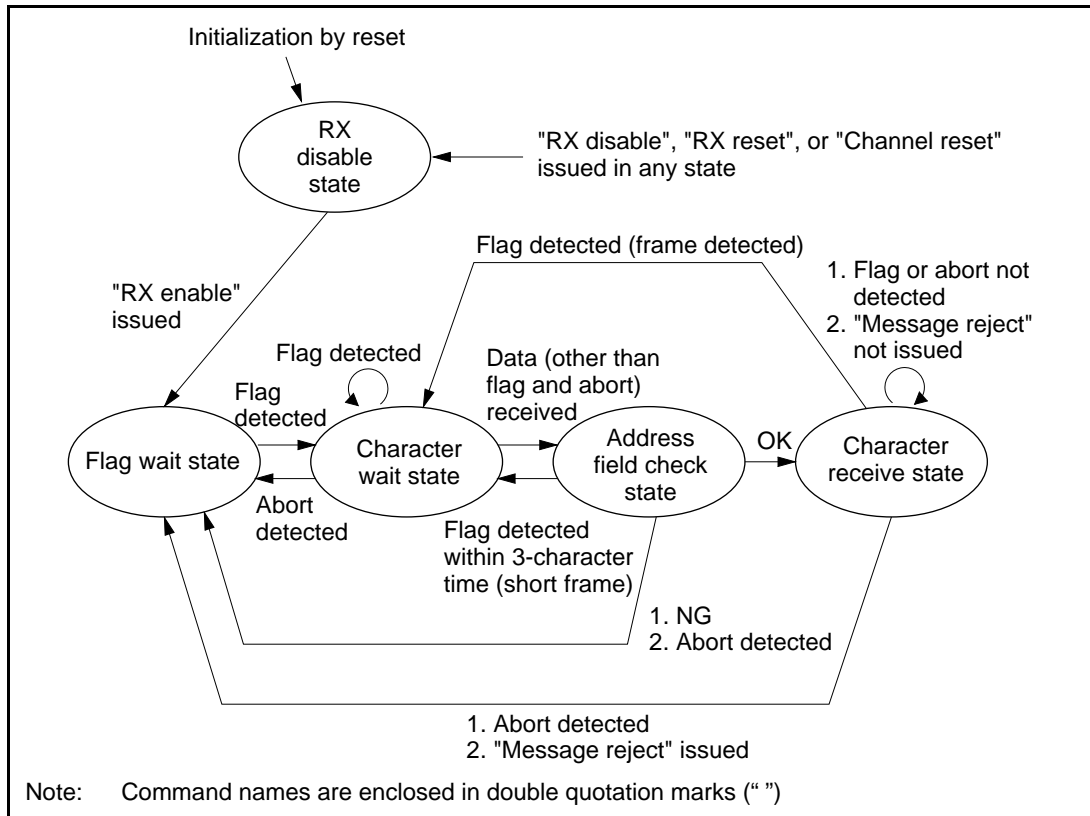 Initialization by reset
RX
disable
state
"RX disable", "RX reset", or "Channel reset"
issued in any state
Flag detected (frame detected)
1. Flag or abort not
detected
2. "Message reject"
not issued
"RX enable"
issued
Flag detected
Data (other than
flag and abort)
received
Flag
detected
Flag wait state
Character
wait state
Address
field check
state
OK
Character
receive state
Abort
detected
Flag detected
within 3-character
time (short frame)
1. NG
2. Abort detected
1. Abort detected
2. "Message reject" issued
Note: Command names are enclosed in double quotation marks (“ ”)